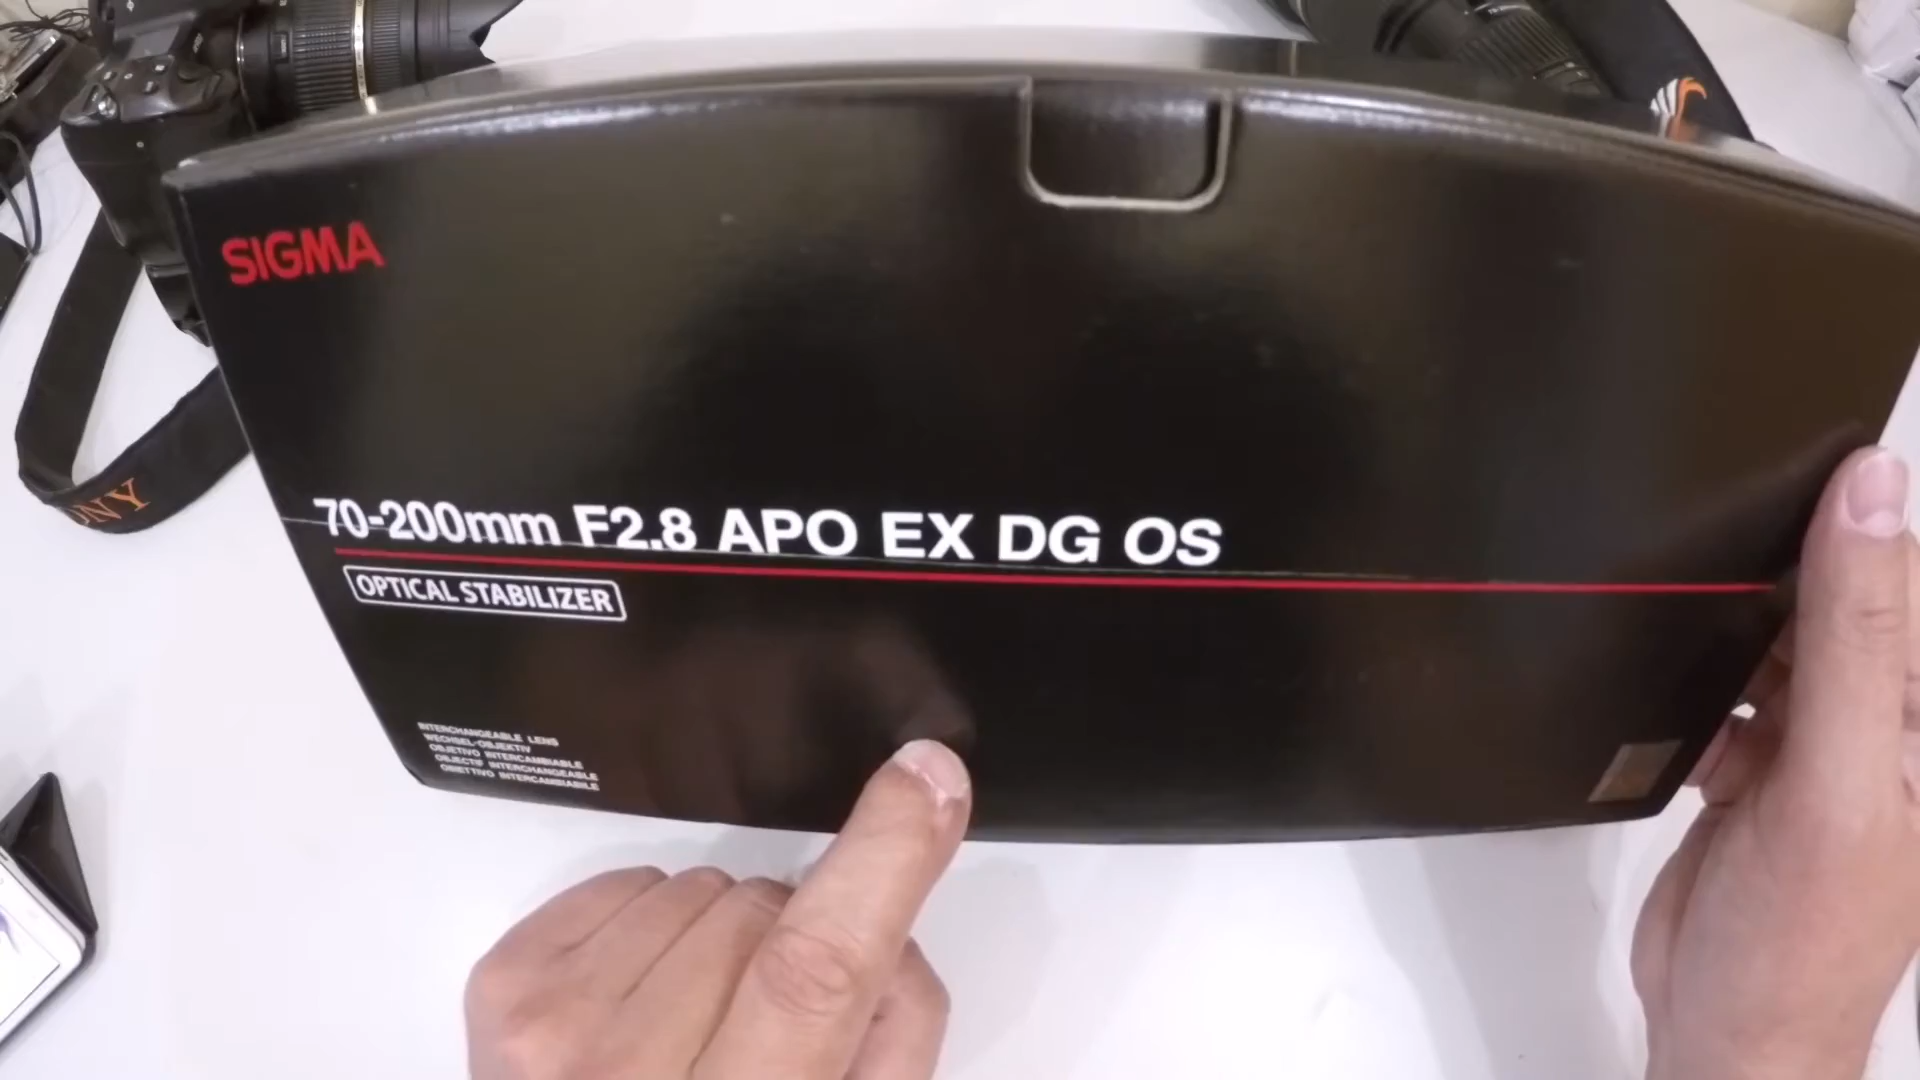 SIGMA
70-200mm F2.8 APO EX DG OS
OPTICAL STABILIZER
INTERCHANGEABLE LENS
WECHSEL-OBJEKTIV
OBJETIVO INTERCAMBIABLE
OBJECTIF INTERCHANGEABLE
OBIETTIVO INTERCAMBIABILE
ONY